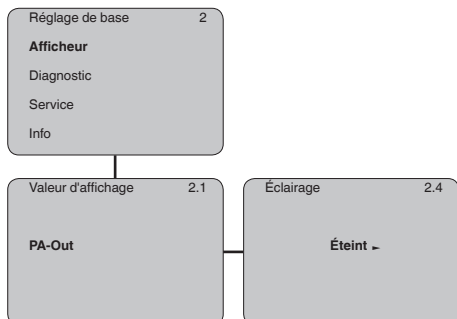 Réglage de base 2
Afficheur
Diagnostic
Service
Info
Valeur d'affichage 2.1
PA-Out
Éclairage 2.4
Éteint ►